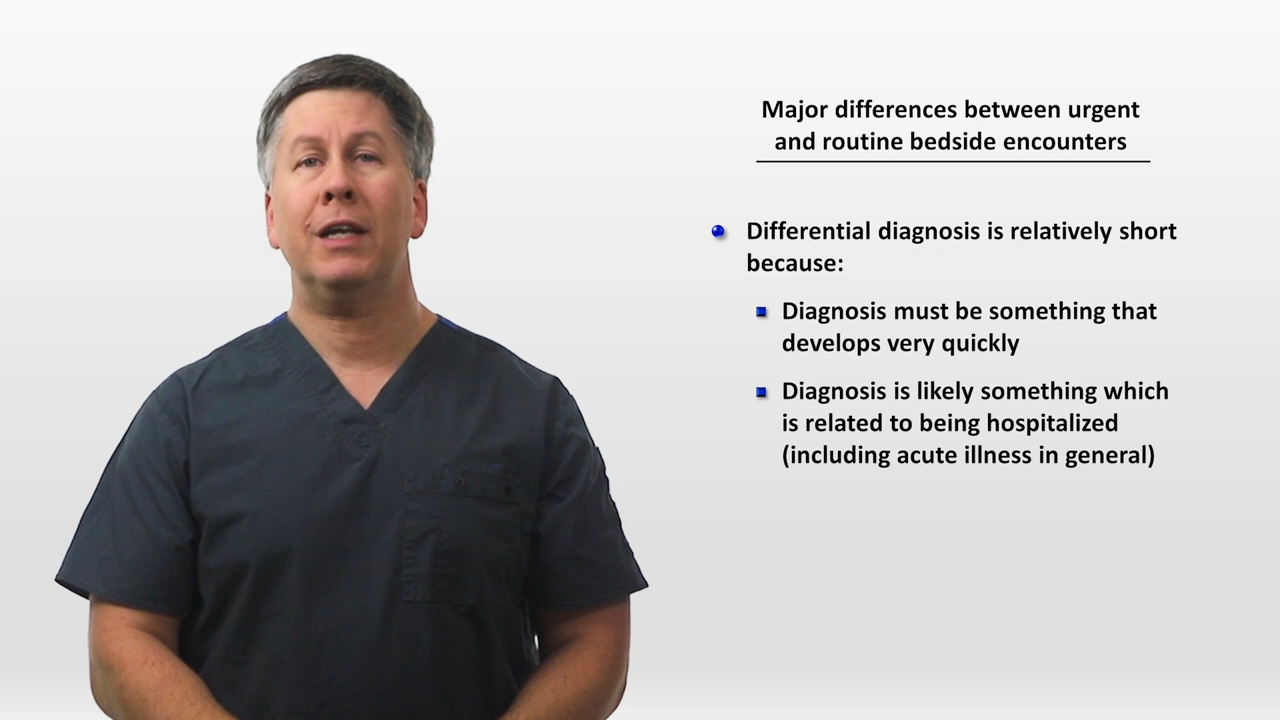 Major differences between urgent
and routine bedside encounters
Differential diagnosis is relatively short
because:
Diagnosis must be something that
develops very quickly
Diagnosis is likely something which
is related to being hospitalized
(including acute illness in general)